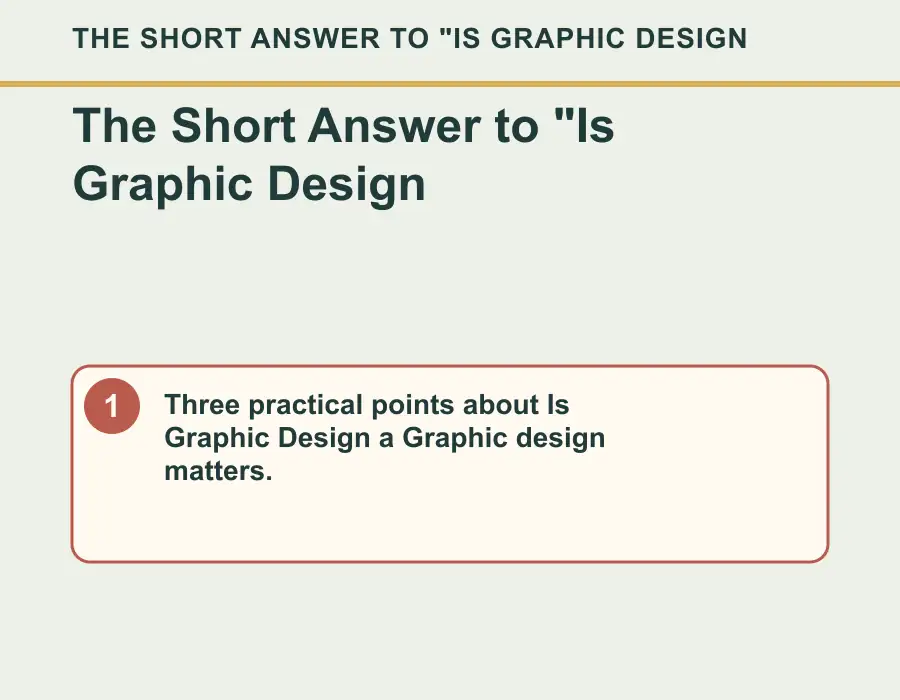 THE SHORT ANSWER TO "IS GRAPHIC DESIGN
The Short Answer to "Is
Graphic Design
1
Three practical points about Is
Graphic Design a Graphic design
matters.